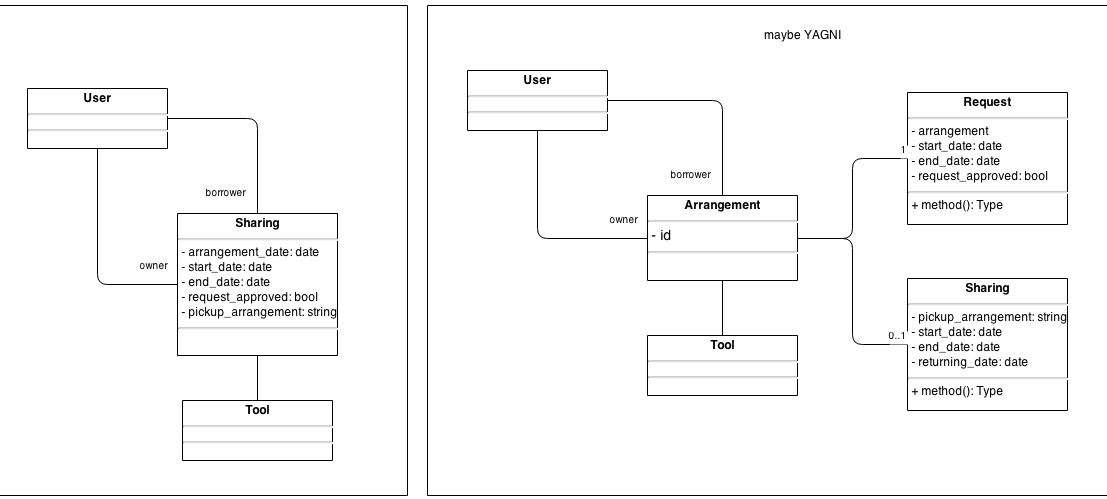 User
borrower
owner
Sharing
- arrangement_date: date
- start_date: date
- end_date: date
- request_approved: bool
- pickup_arrangement: string
Tool
maybe YAGNI
User
borrower
owner
Arrangement
- id
Tool
1
Request
- arrangement
- start_date: date
- end_date: date
- request_approved: bool
+ method(): Type
0..1
Sharing
- pickup_arrangement: string
- start_date: date
- end_date: date
- returning_date: date
+ method(): Type